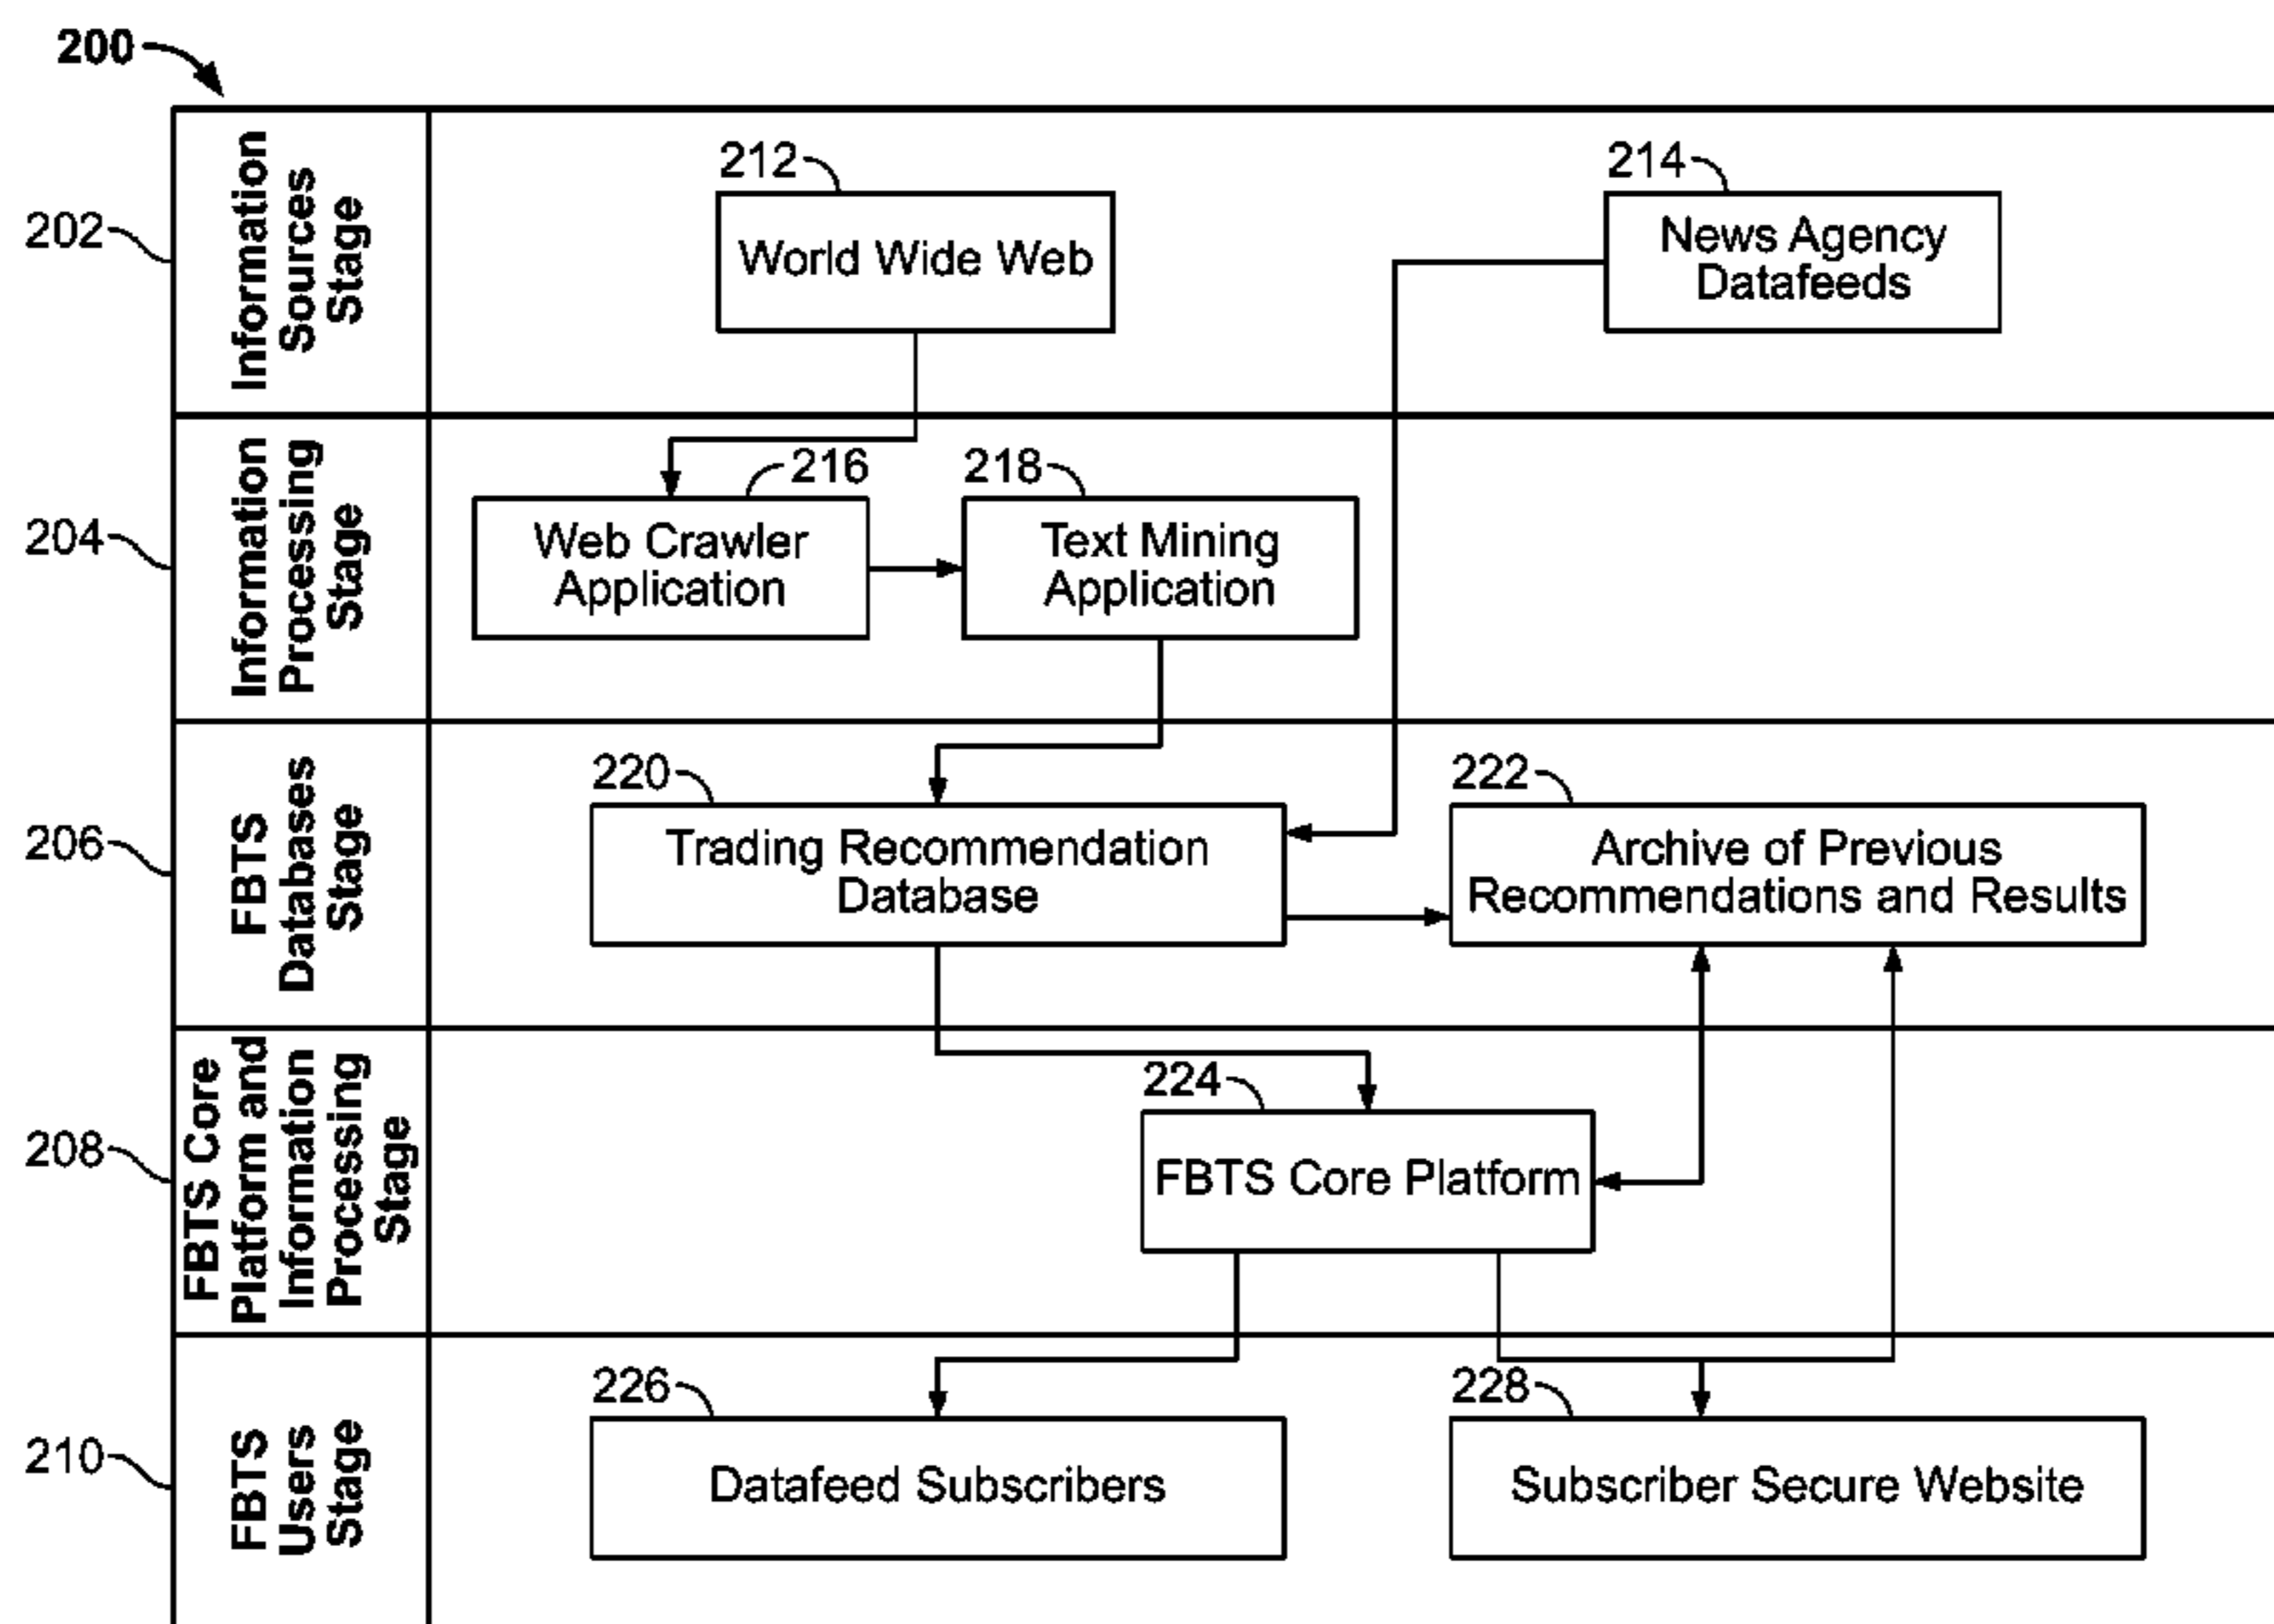 200
202
Information
Sources
Stage
212
World Wide Web
214
News Agency
Datafeeds
204
Information
Processing
Stage
216
Web Crawler
Application
218
Text Mining
Application
206
FBTS
Databases
Stage
220
Trading Recommendation
Database
222
Archive of Previous
Recommendations and Results
208
FBTS Core
Platform and
Information
Processing
Stage
224
FBTS Core Platform
210
FBTS
Users
Stage
226
Datafeed Subscribers
228
Subscriber Secure Website